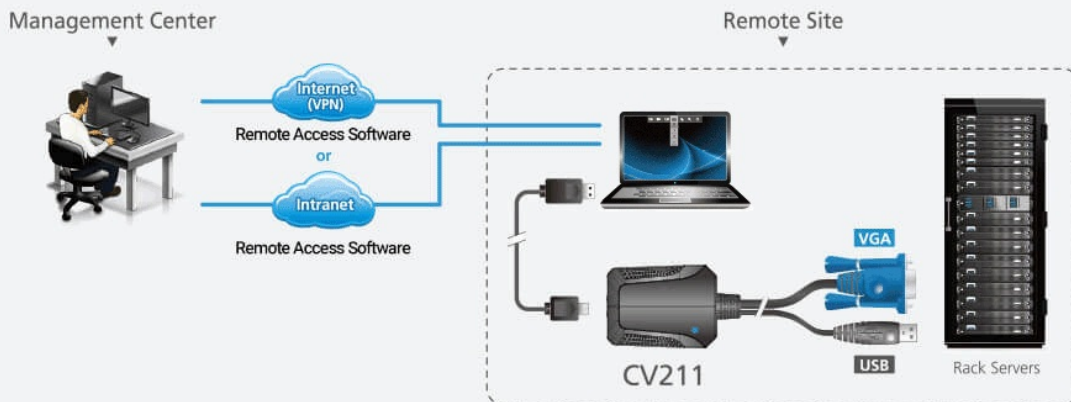 Management Center
Remote Site
Internet
(VPN)
Remote Access Software
or
Intranet
Remote Access Software
VGA
USB
CV211
Rack Servers